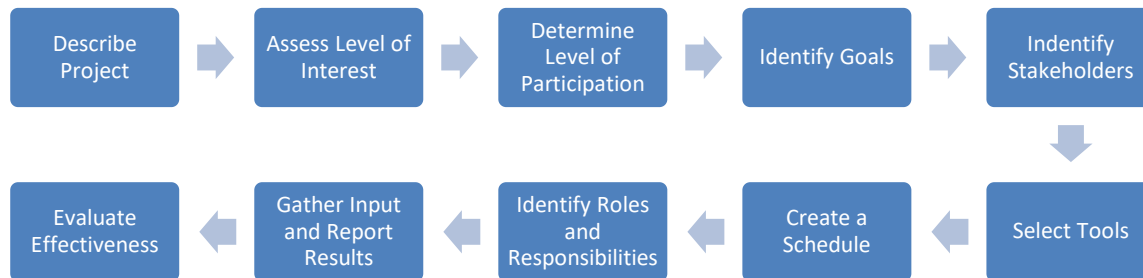 Describe
Project
Assess Level of
Interest
Determine
Level of
Participation
Identify Goals
Indentify
Stakeholders
Select Tools
Create a
Schedule
Identify Roles
and
Responsibilities
Gather Input
and Report
Results
Evaluate
Effectiveness